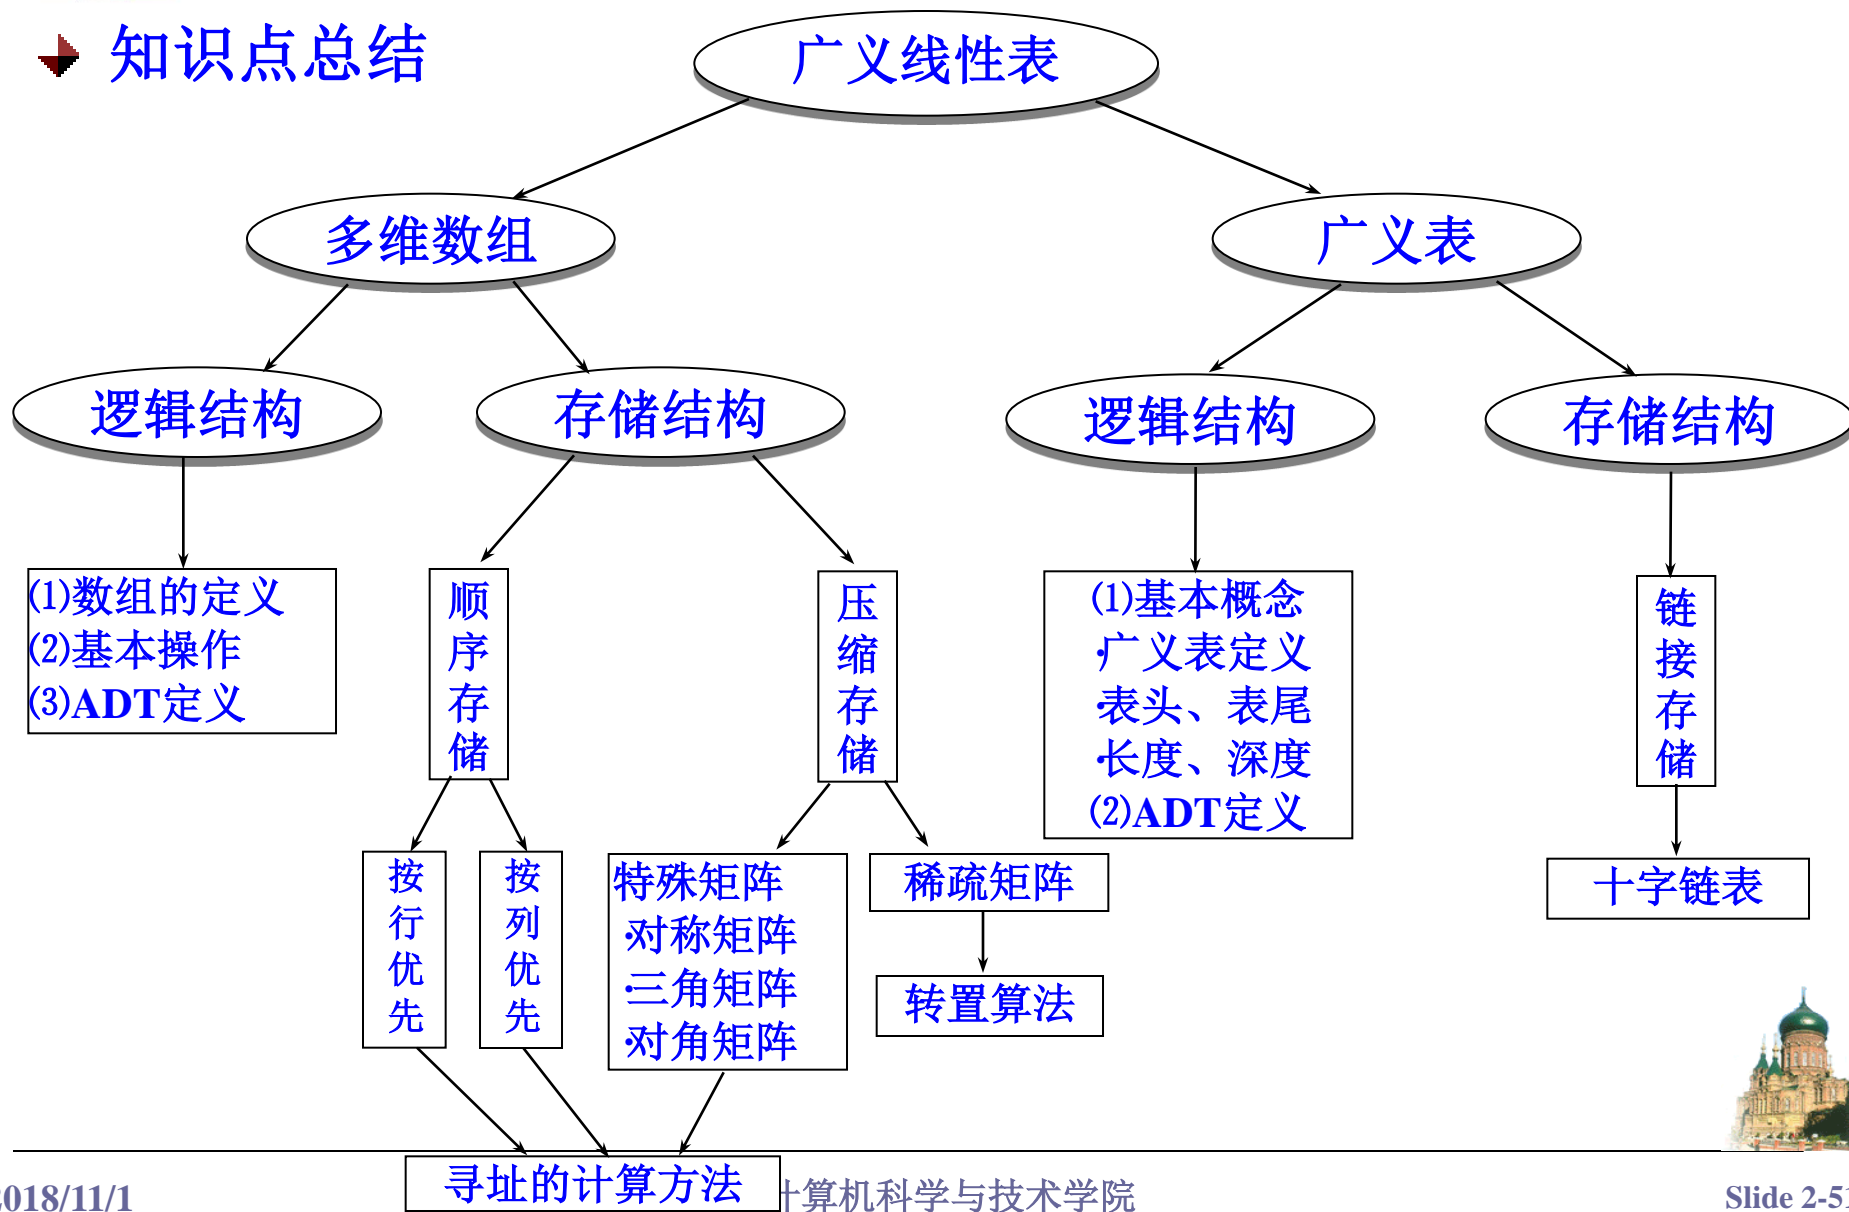 知识点总结
广义线性表
多维数组
广义表
逻辑结构
存储结构
逻辑结构
存储结构
⑴数组的定义
⑵基本操作
⑶ADT定义
顺序存储
压缩存储
⑴基本概念
·广义表定义
·表头、表尾
·长度、深度
⑵ADT定义
链接存储
按行优先
按列优先
特殊矩阵
·对称矩阵
·三角矩阵
·对角矩阵
稀疏矩阵
十字链表
转置算法
寻址的计算方法
2018/11/1
计算机科学与技术学院
Slide 2-51